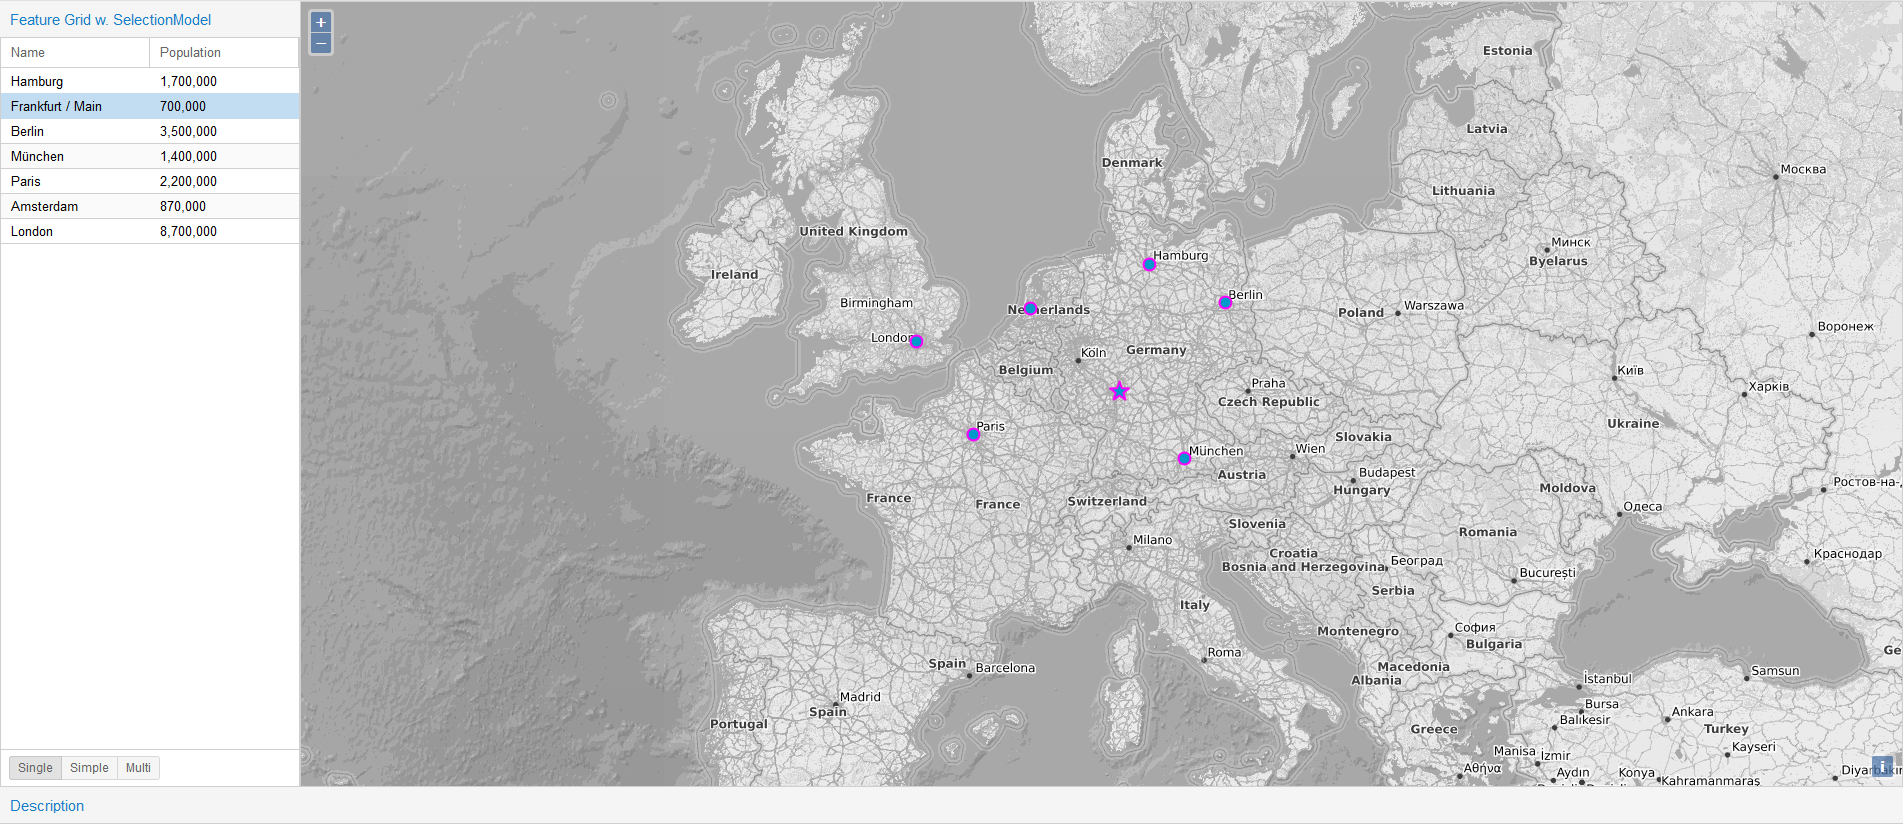 Feature Grid w. SelectionModel
Name Population
Hamburg 1,700,000
Frankfurt / Main 700,000
Berlin 3,500,000
München 1,400,000
Paris 2,200,000
Amsterdam 870,000
London 8,700,000
Single Simple Multi
Description
+
−
Estonia
Latvia
Denmark
Москва
Lithuania
United Kingdom
Минск
Hamburg
Byelarus
Ireland
Berlin
Birmingham
Netherlands
Warszawa
Poland
Воронеж
London
Köln
Germany
Belgium
Київ
Praha
Харків
Czech Republic
Ukraine
Paris
Slovakia
München
Wien
Austria
Budapest
Hungary
Moldova
Ростов-на-
France
France
Switzerland
Одеса
Slovenia
Romania
Milano
Croatia
Краснодар
Bosnia and Herzegovina
Београд
București
Serbia
Italy
София
Montenegro
Bulgaria
Ge
Roma
Spain
Barcelona
Macedonia
Samsun
Albania
İstanbul
Madrid
Spain
Bursa
Ankara
Balıkesir
Portugal
Greece
Turkey
Kayseri
Manisa
İzmir
Αθήνα
Aydın
Konya
Kahramanmaraş
i